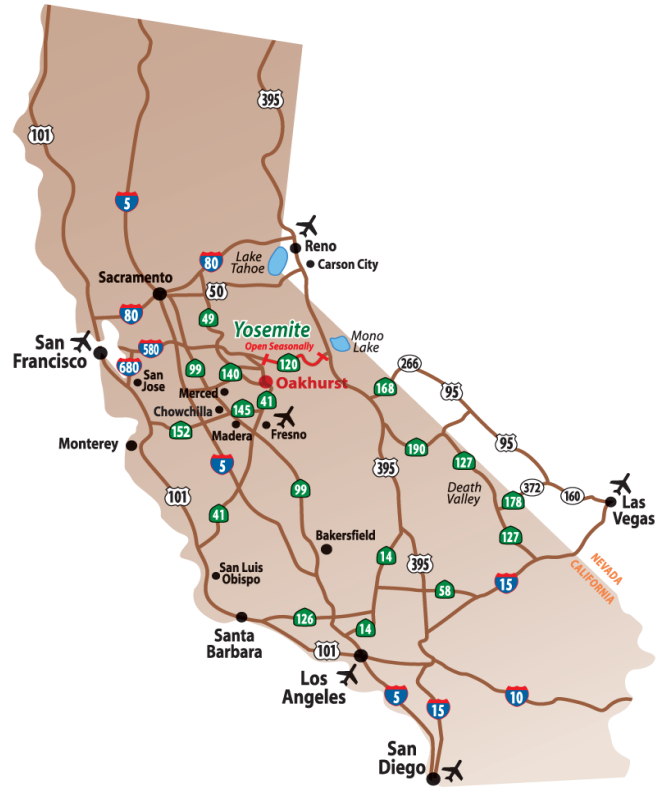 395
101
5
Reno
Lake
Tahoe
80
Carson City
Sacramento
50
80
49
Yosemite
Open Seasonally
Mono
Lake
San
Francisco
580
120
266
680
99
140
Oakhurst
168
95
San
Jose
Merced
41
Chowchilla
145
152
Madera
Fresno
95
Monterey
190
127
5
395
372
Death
Valley
99
178
160
101
Las
Vegas
41
127
Bakersfield
14
395
NEVADA
CALIFORNIA
San Luis
Obispo
58
15
126
14
Santa
Barbara
101
Los
Angeles
5
15
10
San
Diego